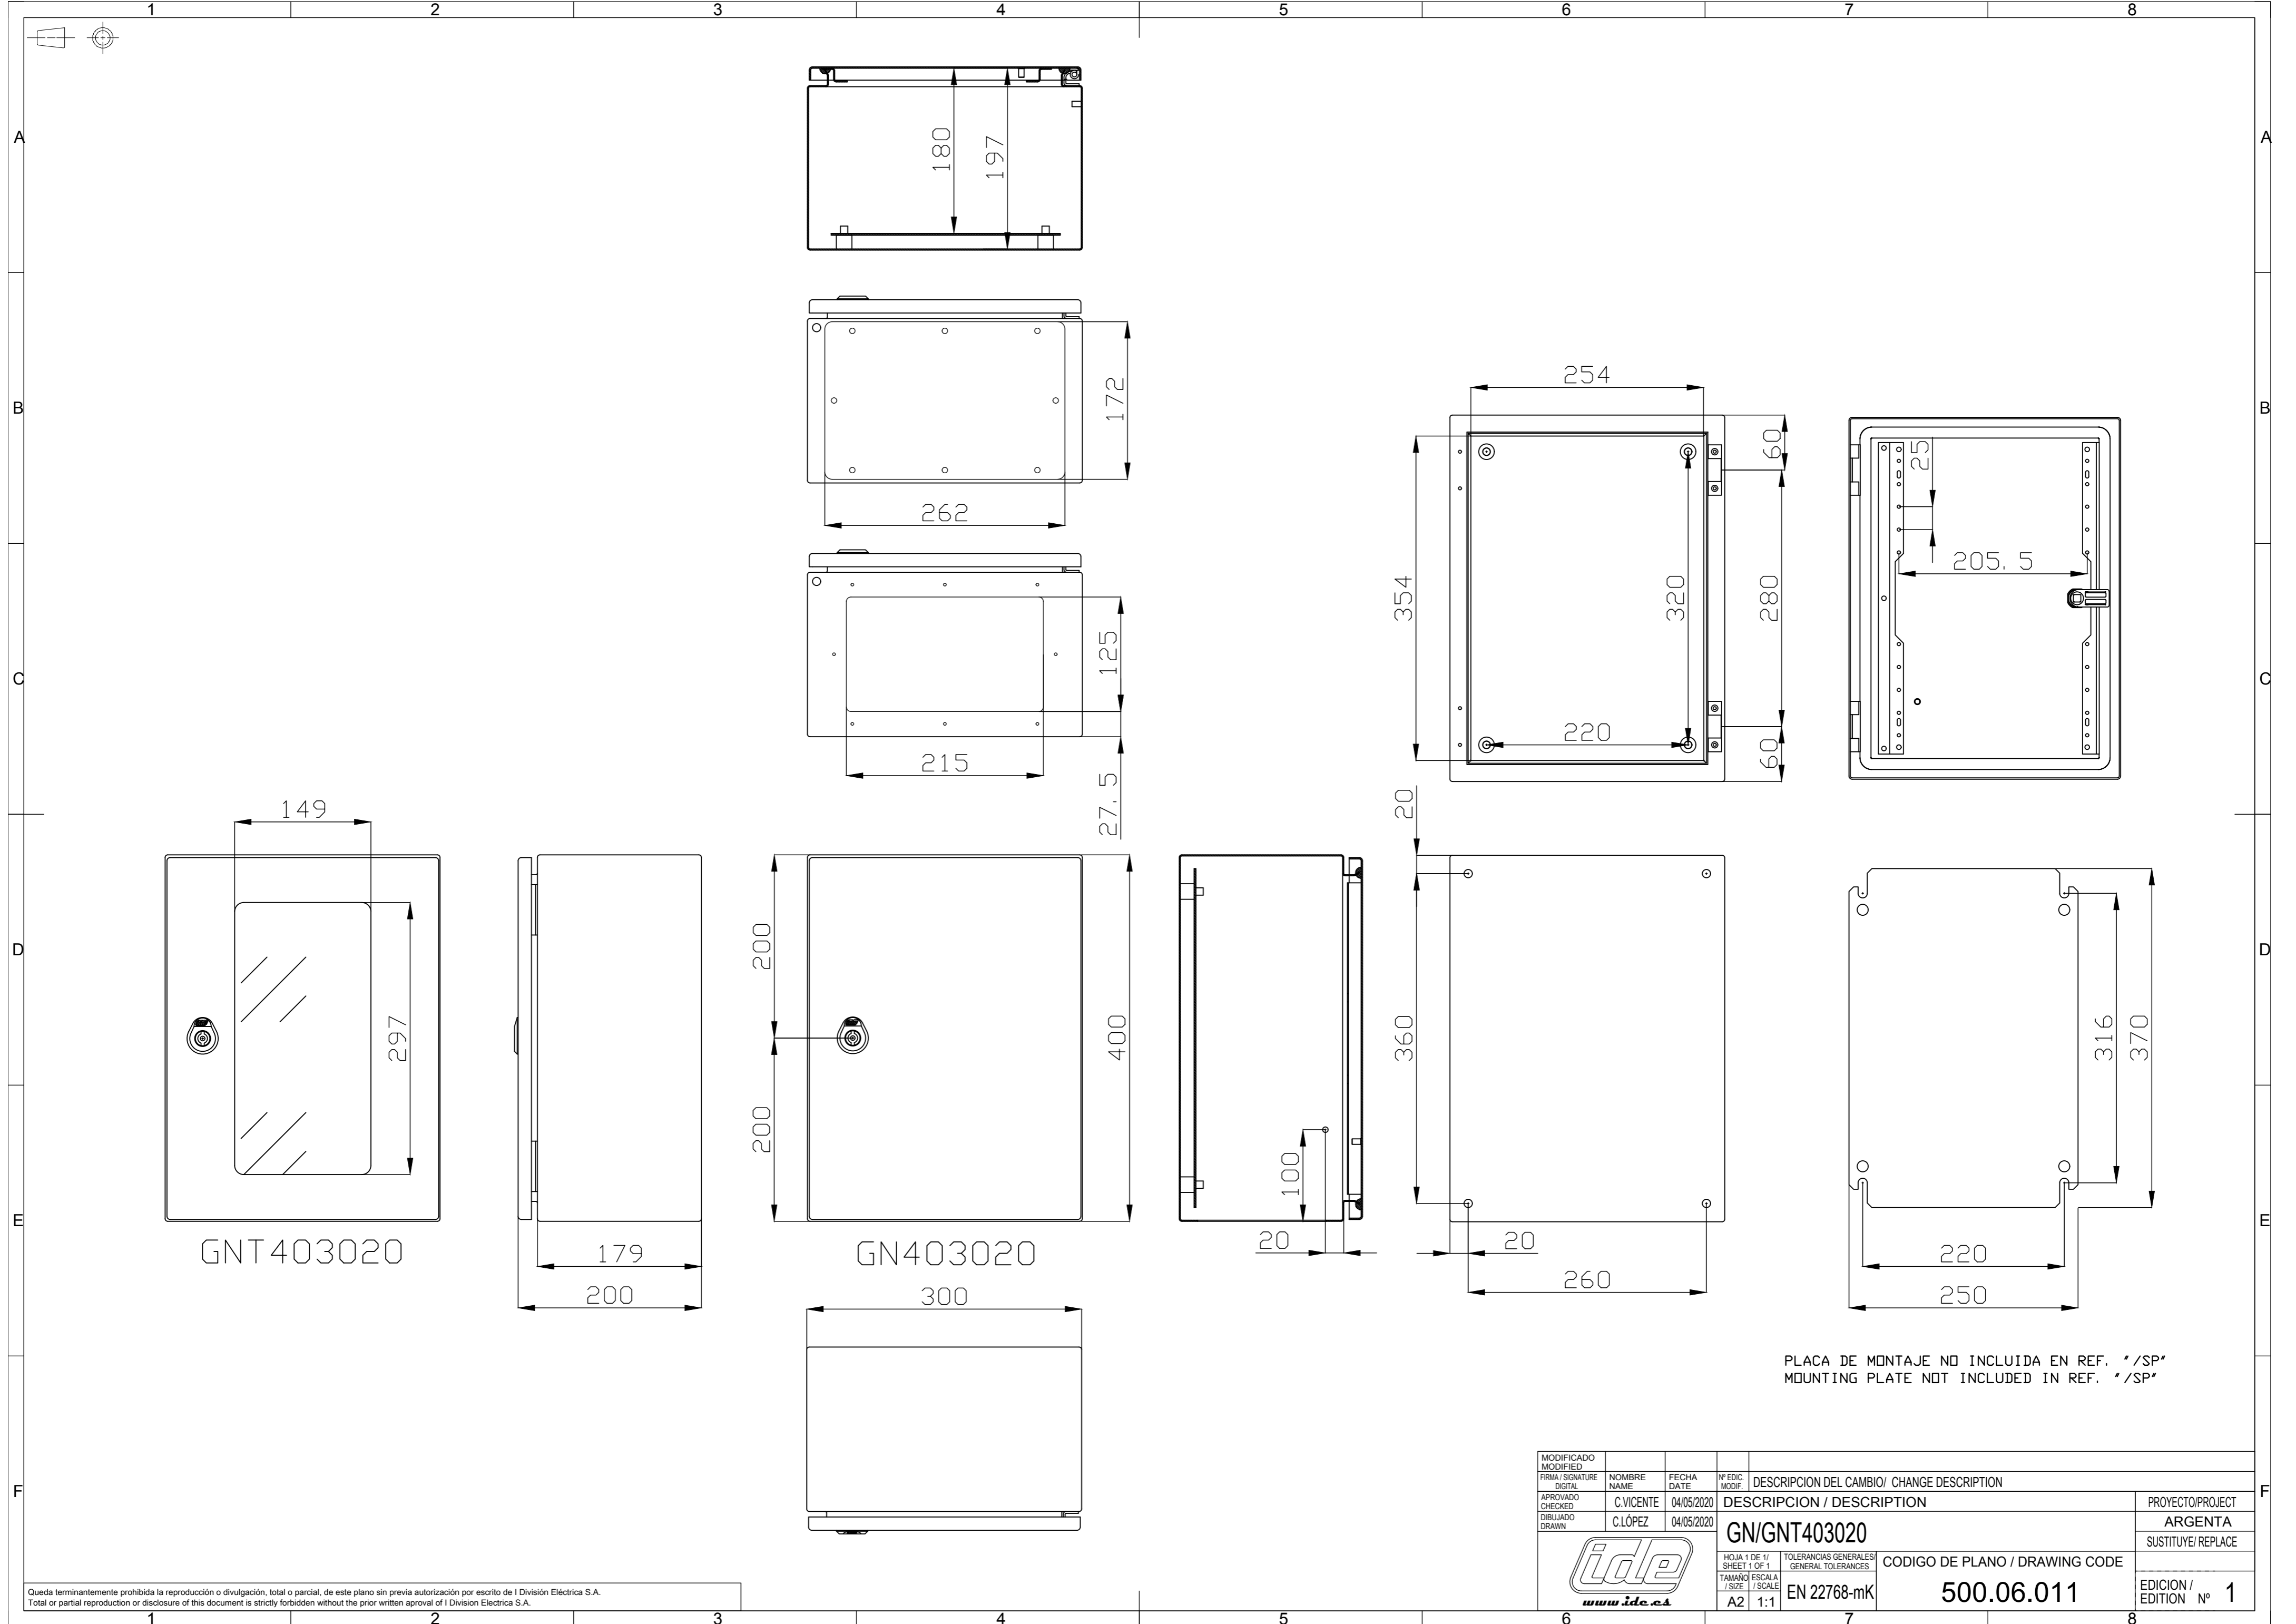 1 2 3 4 5 6 7 8
A A
B B
C C
D D
E E
F F
180
197
172
262
125
215
27.5
254
60
354
320
280
220
60
25
205.5
149
297
GNT403020
179
200
200
200
400
GN403020
300
100
20
20
360
20
260
316
370
220
250
PLACA DE MONTAJE NO INCLUIDA EN REF. "/SP"
MOUNTING PLATE NOT INCLUDED IN REF. "/SP"
MODIFICADO
MODIFIED
FIRMA / SIGNATURE
DIGITAL
NOMBRE
NAME
FECHA
DATE
Nº EDIC.
MODIF.
DESCRIPCION DEL CAMBIO/ CHANGE DESCRIPTION
APROVADO
CHECKED
C.VICENTE
04/05/2020
DESCRIPCION / DESCRIPTION
PROYECTO/PROJECT
DIBUJADO
DRAWN
C.LÓPEZ
04/05/2020
GN/GNT403020
ARGENTA
SUSTITUYE/ REPLACE
ide
www.ide.es
HOJA 1 DE 1/
SHEET 1 OF 1
TOLERANCIAS GENERALES/
GENERAL TOLERANCES
CODIGO DE PLANO / DRAWING CODE
TAMAÑO
/ SIZE
ESCALA
/ SCALE
EN 22768-mK
500.06.011
EDICION /
EDITION Nº 1
A2 1:1
Queda terminantemente prohibida la reproducción o divulgación, total o parcial, de este plano sin previa autorización por escrito de I División Eléctrica S.A.
Total or partial reproduction or disclosure of this document is strictly forbidden without the prior written aproval of I Division Electrica S.A.
1 2 3 4 5 6 7 8